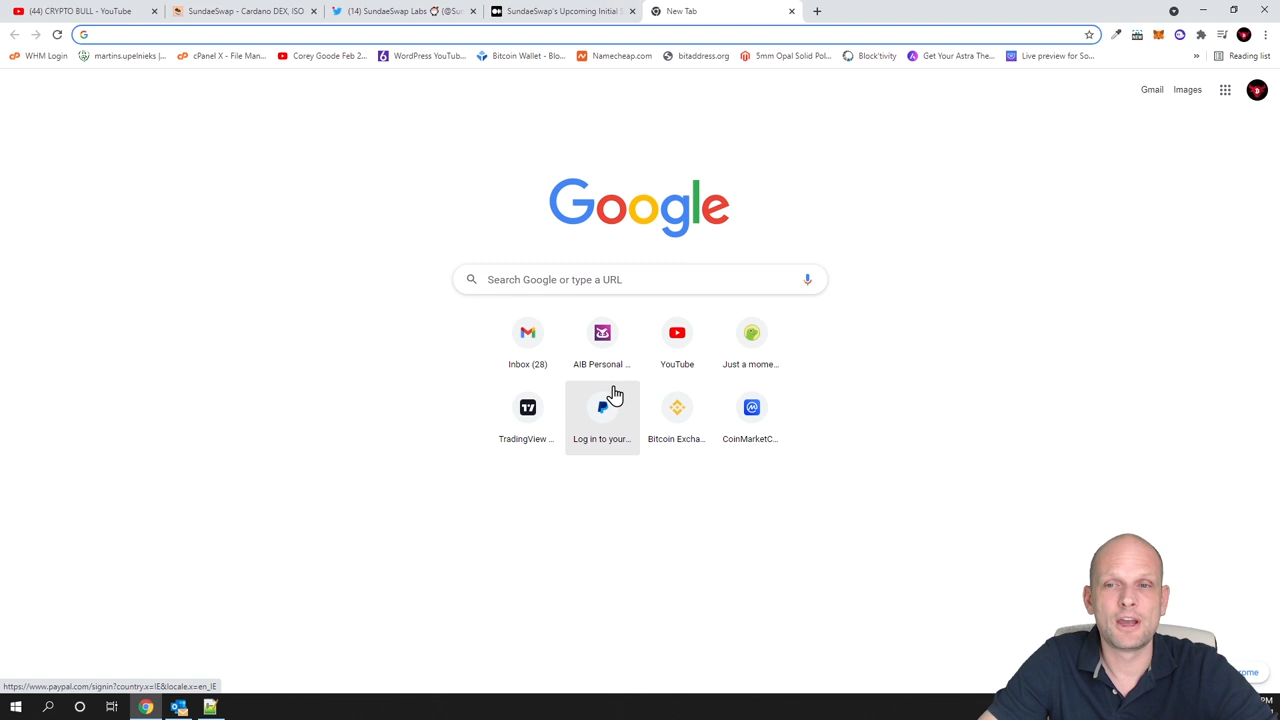 (44) CRYPTO BULL - YouTube
SundaeSwap - Cardano DEX, ISO
(14) SundaeSwap Labs (@Su
SundaeSwap's Upcoming Initial S
New Tab
WHM Login
martins.upelnieks |...
cPanel X - File Man...
Corey Goode Feb 2...
WordPress YouTub...
Bitcoin Wallet - Blo...
Namecheap.com
bitaddress.org
5mm Opal Solid Pol...
Block'tivity
Get Your Astra The...
Live preview for So...
»
Reading list
Gmail
Images
Google
Search Google or type a URL
Inbox (28)
AIB Personal ...
YouTube
Just a mome...
TradingView ...
Log in to your...
Bitcoin Excha...
CoinMarketC...
https://www.paypal.com/signin?country.x=IE&locale.x=en_IE